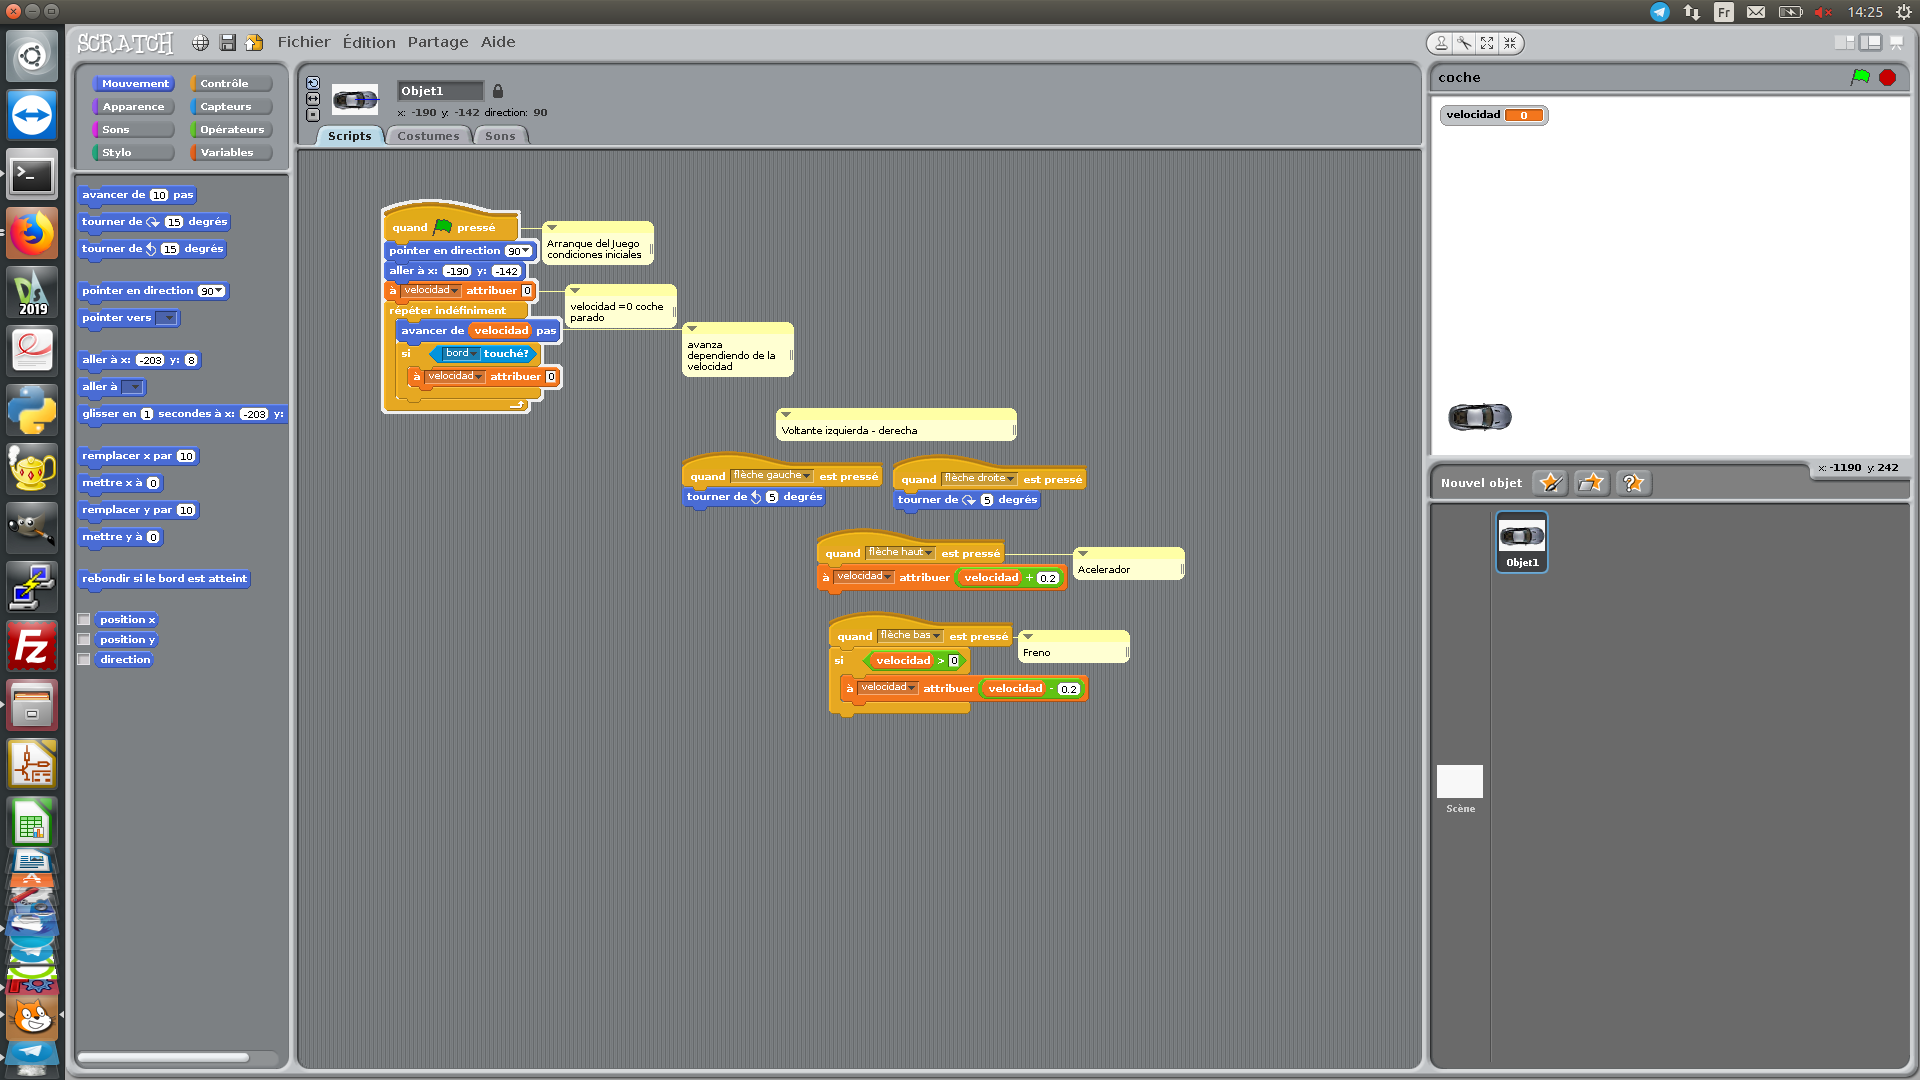 Fr
14:25
SCRATCH
Fichier Édition Partage Aide
Mouvement
Contrôle
Apparence
Capteurs
Sons
Opérateurs
Stylo
Variables
avancer de 10 pas
tourner de 15 degrés
tourner de 15 degrés
pointer en direction 90
pointer vers
aller à x: -203 y: 8
aller à
glisser en 1 secondes à x: -203 y:
remplacer x par 10
mettre x à 0
remplacer y par 10
mettre y à 0
rebondir si le bord est atteint
position x
position y
direction
Objet1
x: -190 y: -142 direction: 90
Scripts
Costumes
Sons
quand pressé
pointer en direction 90
aller à x: -190 y: -142
à velocidad attribuer 0
répéter indéfiniment
avancer de velocidad pas
si bord touché?
à velocidad attribuer 0
Arranque del Juego
condiciones iniciales
velocidad =0 coche
parado
avanza
dependiendo de la
velocidad
Voltante izquierda - derecha
quand flèche gauche est pressé
tourner de 5 degrés
quand flèche droite est pressé
tourner de 5 degrés
quand flèche haut est pressé
à velocidad attribuer velocidad + 0.2
Acelerador
quand flèche bas est pressé
si velocidad > 0
à velocidad attribuer velocidad - 0.2
Freno
coche
velocidad 0
x: -1190 y: 242
Nouvel objet
Objet1
Scène
2019
Fz